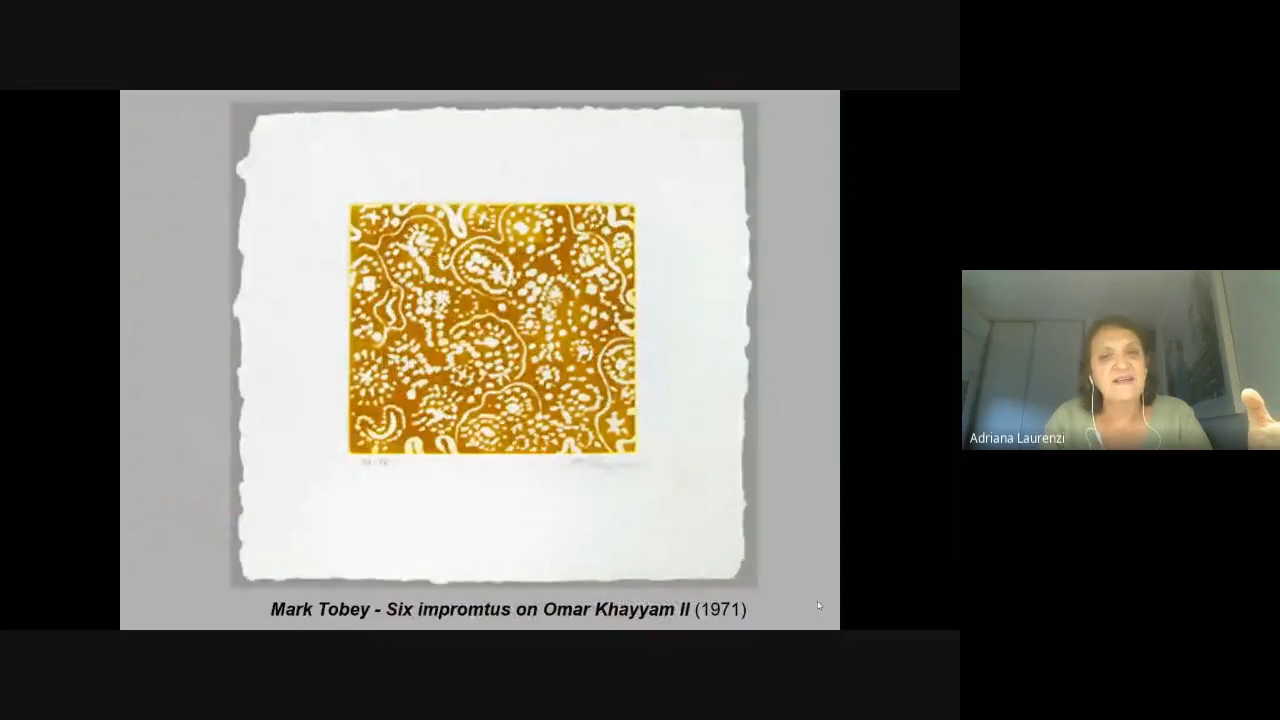 Mark Tobey - Six impromtus on Omar Khayyam II (1971)
Adriana Laurenzi